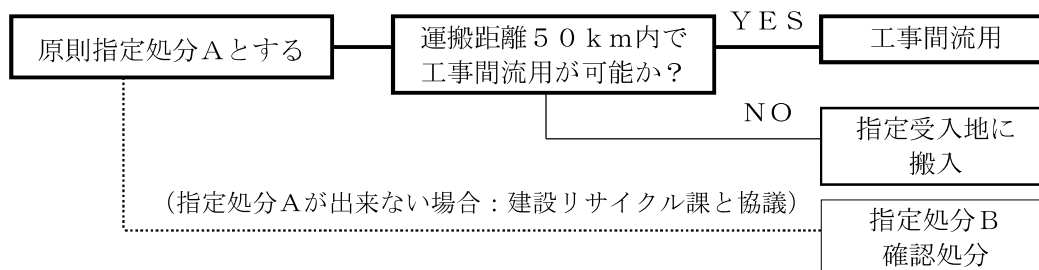 原則指定処分Aとする
運搬距離50km内で
工事間流用が可能か?
YES
工事間流用
NO
指定受入地に
搬入
(指定処分Aが出来ない場合:建設リサイクル課と協議)
指定処分B
確認処分